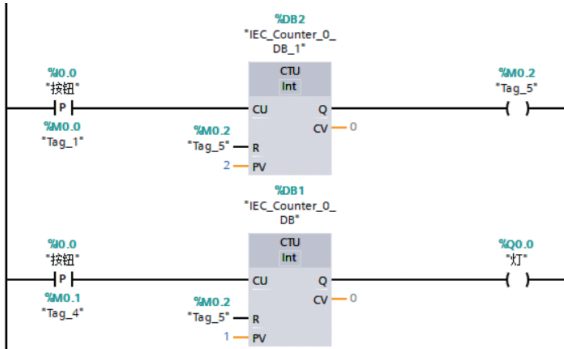 %DB2
"IEC_Counter_0_
DB_1"
%I0.0
"按钮"
CTU
Int
%M0.2
"Tag_5"
P
CU
Q
%M0.0
"Tag_1"
CV
0
%M0.2
"Tag_5"
R
2
PV
%DB1
"IEC_Counter_0_
DB"
%I0.0
"按钮"
CTU
Int
%Q0.0
"灯"
P
CU
Q
%M0.1
"Tag_4"
CV
0
%M0.2
"Tag_5"
R
1
PV